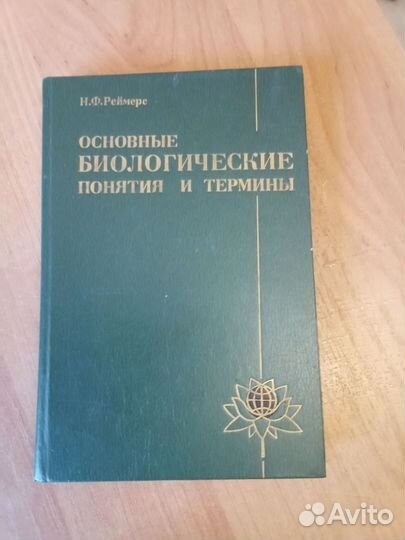 Н.Ф.Реймерс
ОСНОВНЫЕ
БИОЛОГИЧЕСКИЕ
ПОНЯТИЯ И ТЕРМИНЫ
Avito